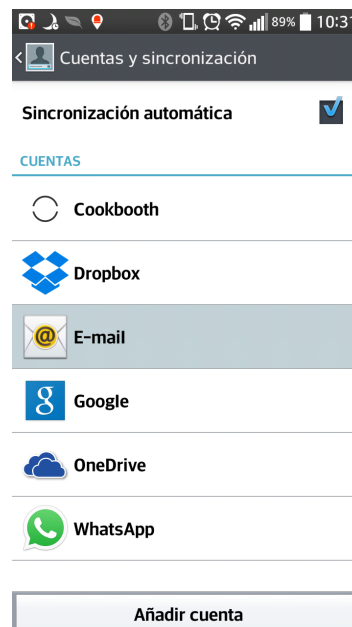 89% 10:31
Cuentas y sincronización
Sincronización automática
CUENTAS
Cookbooth
Dropbox
@ E-mail
g Google
OneDrive
WhatsApp
Añadir cuenta